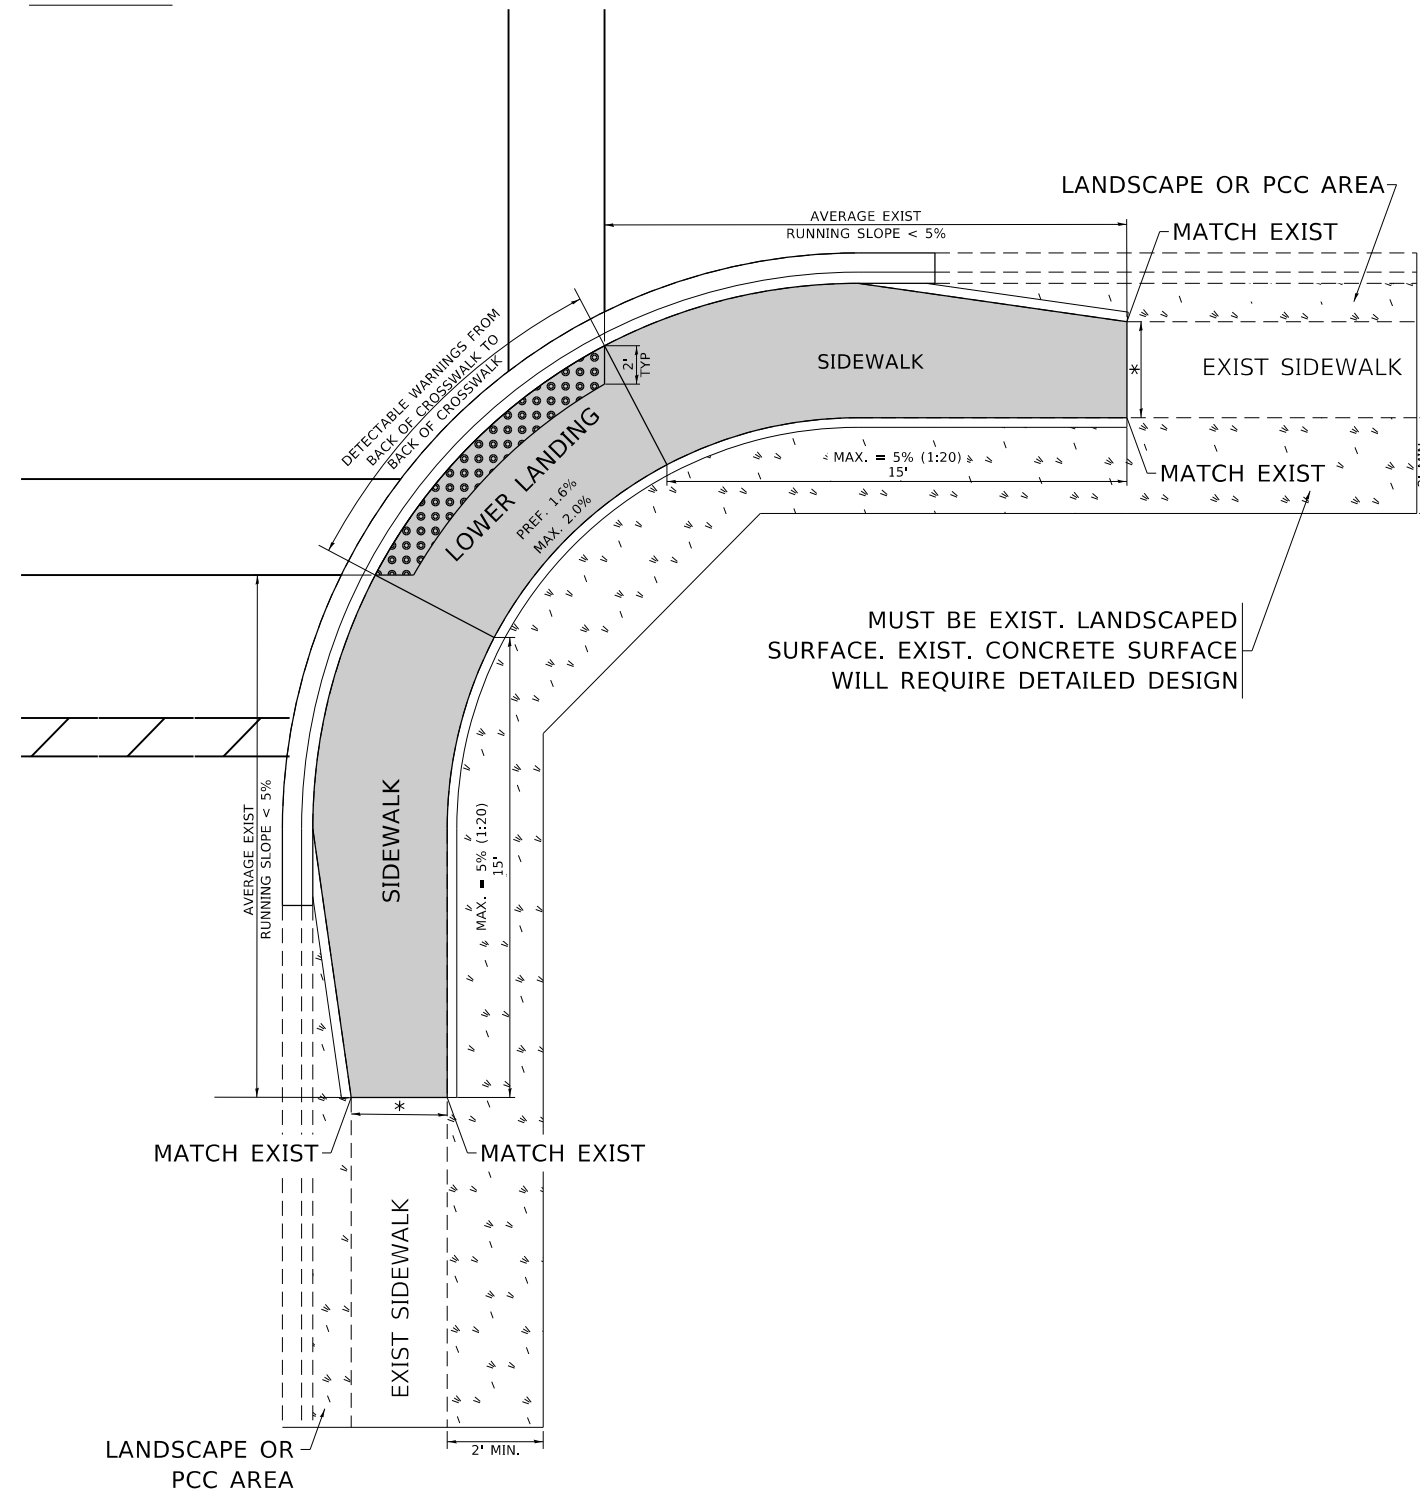 LANDSCAPE OR PCC AREA
AVERAGE EXIST
RUNNING SLOPE < 5%
MATCH EXIST
DETECTABLE WARNINGS FROM
BACK OF CROSSWALK TO
BACK OF CROSSWALK
2'
TYP
SIDEWALK
*
EXIST SIDEWALK
LOWER LANDING
PREF. 1.6%
MAX. 2.0%
MAX. = 5% (1:20)
15'
MATCH EXIST
MUST BE EXIST. LANDSCAPED
SURFACE. EXIST. CONCRETE SURFACE
WILL REQUIRE DETAILED DESIGN
AVERAGE EXIST
RUNNING SLOPE < 5%
SIDEWALK
MAX. = 5% (1:20)
15'
*
MATCH EXIST
MATCH EXIST
EXIST SIDEWALK
2' MIN.
LANDSCAPE OR
PCC AREA